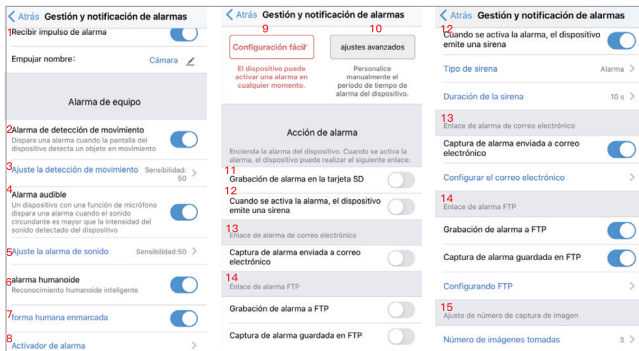 Atrás Gestión y notificación de alarmas
1
Recibir impulso de alarma
Empujar nombre: Cámara
Alarma de equipo
2
Alarma de detección de movimiento
Dispara una alarma cuando la pantalla del
dispositivo detecta un objeto en movimiento
3
Ajuste la detección de movimiento Sensibilidad:
50
4
Alarma audible
Un dispositivo con una función de micrófono
dispara una alarma cuando el sonido
circundante es mayor que la intensidad del
sonido detectado del dispositivo
5
Ajuste la alarma de sonido Sensibilidad:50
6
alarma humanoide
Reconocimiento humanoide inteligente
7
forma humana enmarcada
8
Activador de alarma
Atrás Gestión y notificación de alarmas
9 10
Configuración fácil ajustes avanzados
El dispositivo puede
activar una alarma en
cualquier momento.
Personalice
manualmente el
período de tiempo de
alarma del dispositivo.
Acción de alarma
Encienda la alarma del dispositivo. Cuando se activa la
alarma, el dispositivo puede realizar el siguiente enlace:
11
Grabación de alarma en la tarjeta SD
12
Cuando se activa la alarma, el dispositivo
emite una sirena
13
Enlace de alarma de correo electrónico
Captura de alarma enviada a correo
electrónico
14
Enlace de alarma FTP
Grabación de alarma a FTP
Captura de alarma guardada en FTP
Atrás Gestión y notificación de alarmas
12
Cuando se activa la alarma, el dispositivo
emite una sirena
Tipo de sirena Alarma
Duración de la sirena 10 s
13
Enlace de alarma de correo electrónico
Captura de alarma enviada a correo
electrónico
Configurar el correo electrónico
14
Enlace de alarma FTP
Grabación de alarma a FTP
Captura de alarma guardada en FTP
Configurando FTP
15
Ajuste de número de captura de imagen
Número de imágenes tomadas 3